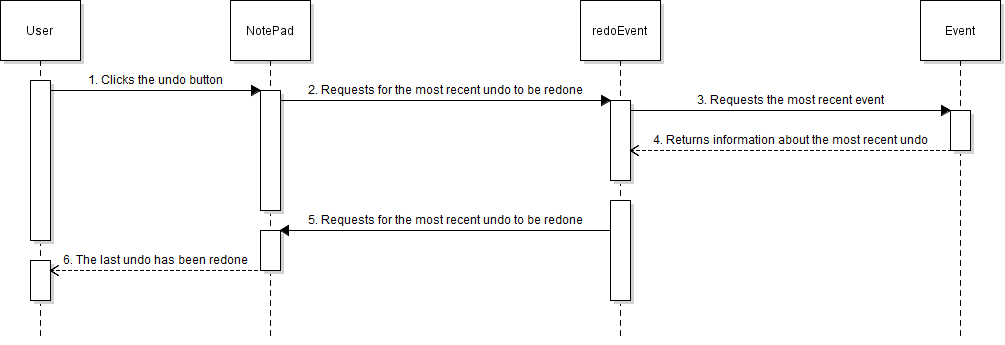 User
NotePad
redoEvent
Event
1. Clicks the undo button
2. Requests for the most recent undo to be redone
3. Requests the most recent event
4. Returns information about the most recent undo
5. Requests for the most recent undo to be redone
6. The last undo has been redone